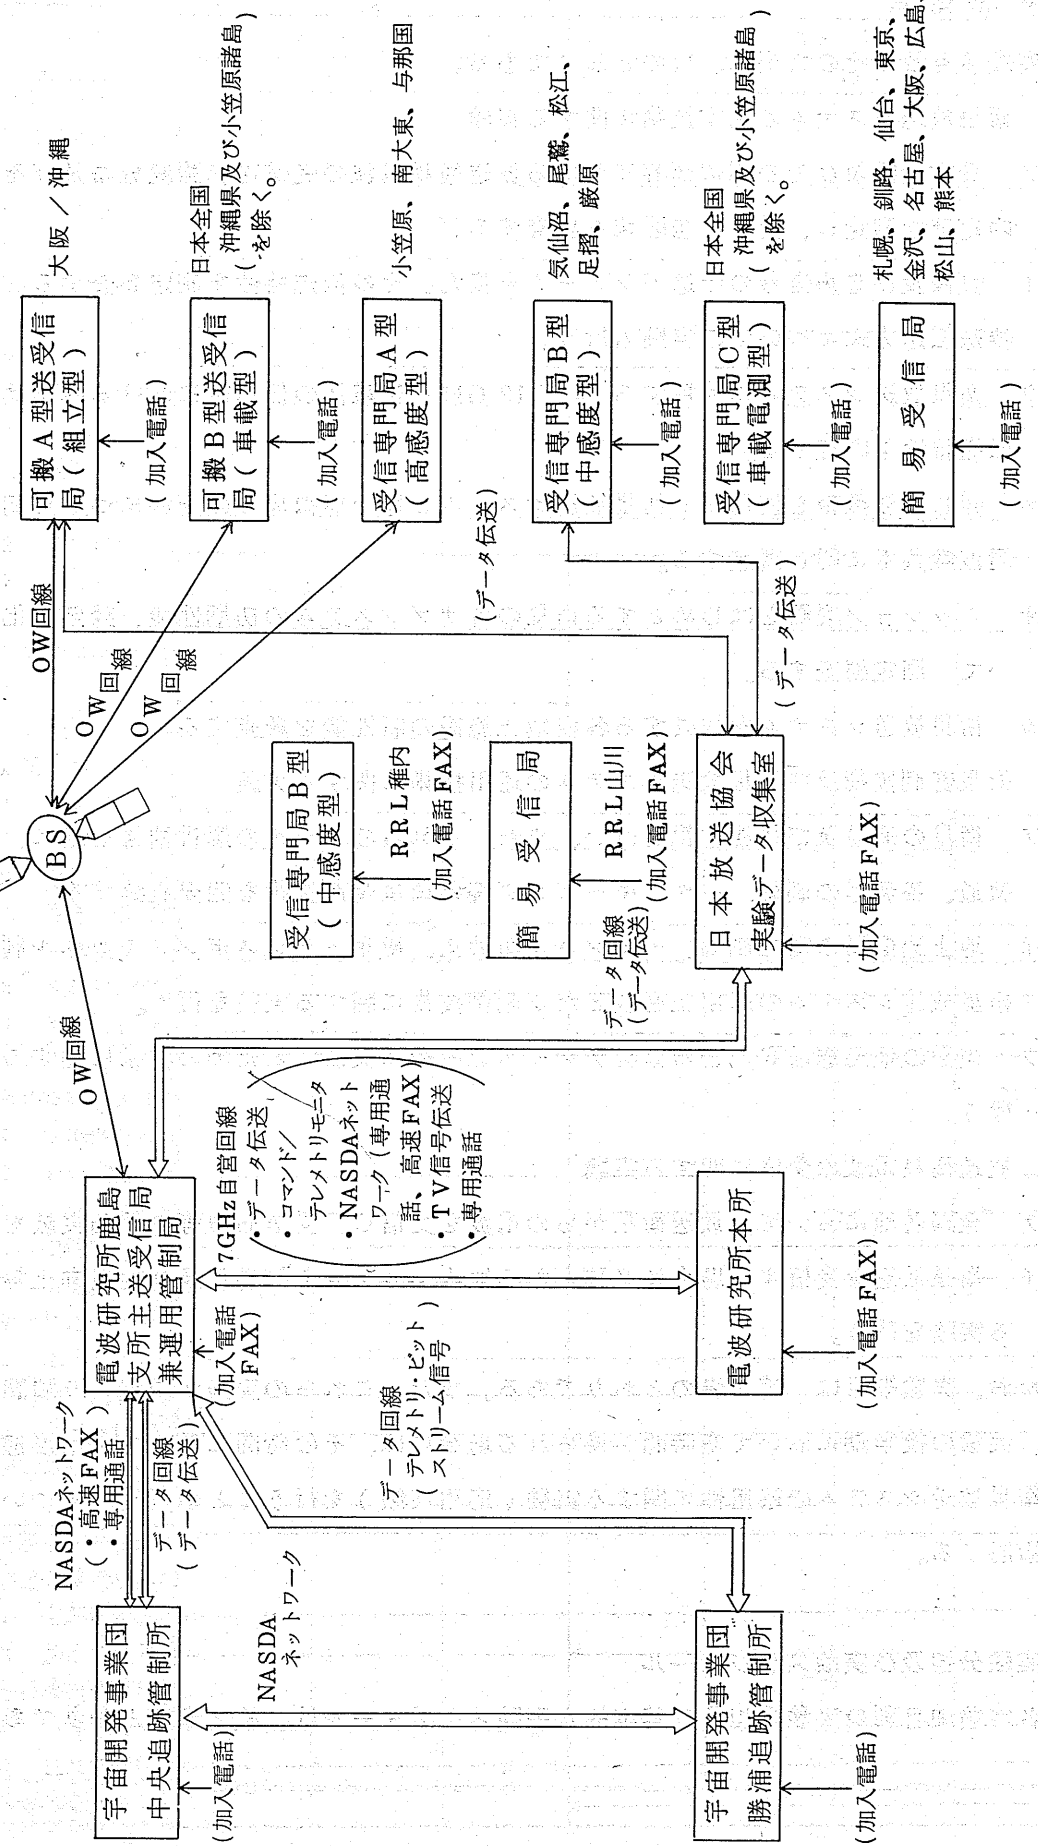 宇宙開発事業団
中央追跡管制所
(加入電話)
NASDAネットワーク
(・高速FAX
・専用通話)
データ回線
(データ伝送)
NASDA
ネットワーク
宇宙開発事業団
勝浦追跡管制所
(加入電話)
電波研究所鹿島
支所主送受信局
兼運用管制局
(加入電話
FAX)
データ回線
(テレメトリ・ビット
ストリーム信号)
7GHz自営回線
・データ伝送
・コマンド/
テレメトリモニタ
・NASDAネット
ワーク(専用通
話、高速FAX)
・TV信号伝送
・専用通話
電波研究所本所
(加入電話FAX)
OW回線
BS
受信専門局B型
(中感度型)
RRL稚内
(加入電話FAX)
簡易受信局
RRL山川
(加入電話FAX)
データ回線
(データ伝送)
日本放送協会
実験データ収集室
(加入電話FAX)
OW回線
OW回線
OW回線
(データ伝送)
(データ伝送)
可搬A型送受信
局(組立型)
(加入電話)
大阪/沖縄
可搬B型送受信
局(車載型)
(加入電話)
日本全国
(沖縄県及び小笠原諸島)
を除く。
受信専門局A型
(高感度型)
小笠原、南大東、与那国
受信専門局B型
(中感度型)
(加入電話)
気仙沼、尾鷲、松江、
足摺、厳原
受信専門局C型
(車載電測型)
(加入電話)
日本全国
(沖縄県及び小笠原諸島)
を除く。
簡易受信局
(加入電話)
札幌、釧路、仙台、東京、
金沢、名古屋、大阪、広島、
松山、熊本